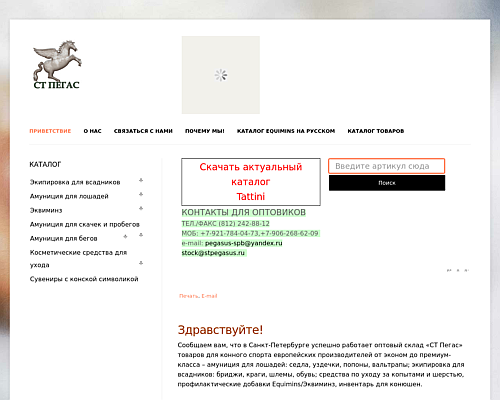 СТ ПЕГАС
ПРИВЕТСТВИЕ О НАС СВЯЗАТЬСЯ С НАМИ ПОЧЕМУ МЫ! КАТАЛОГ EQUIMINS НА РУССКОМ КАТАЛОГ ТОВАРОВ
КАТАЛОГ
Экипировка для всадников
Амуниция для лошадей
Эквиминз
Амуниция для скачек и пробегов
Амуниция для бегов
Косметические средства для
ухода
Сувениры с конской символикой
Скачать актуальный
каталог
Tattini
КОНТАКТЫ ДЛЯ ОПТОВИКОВ
ТЕЛ./ФАКС (812) 242-88-12
МОБ: +7-921-784-04-73,+7-906-268-62-09
e-mail: pegasus-spb@yandex.ru
stock@stpegasus.ru
Введите артикул сюда
Поиск
Печать, E-mail
Здравствуйте!
Сообщаем вам, что в Санкт-Петербурге успешно работает оптовый склад «СТ Пегас»
товаров для конного спорта европейских производителей от эконом до премиум-
класса – амуниция для лошадей: седла, уздечки, попоны, вальтрапы; экипировка для
всадников: бриджи, краги, шлемы, обувь; средства по уходу за копытами и шерстью,
профилактические добавки Equimins/Эквиминз, инвентарь для конюшен.